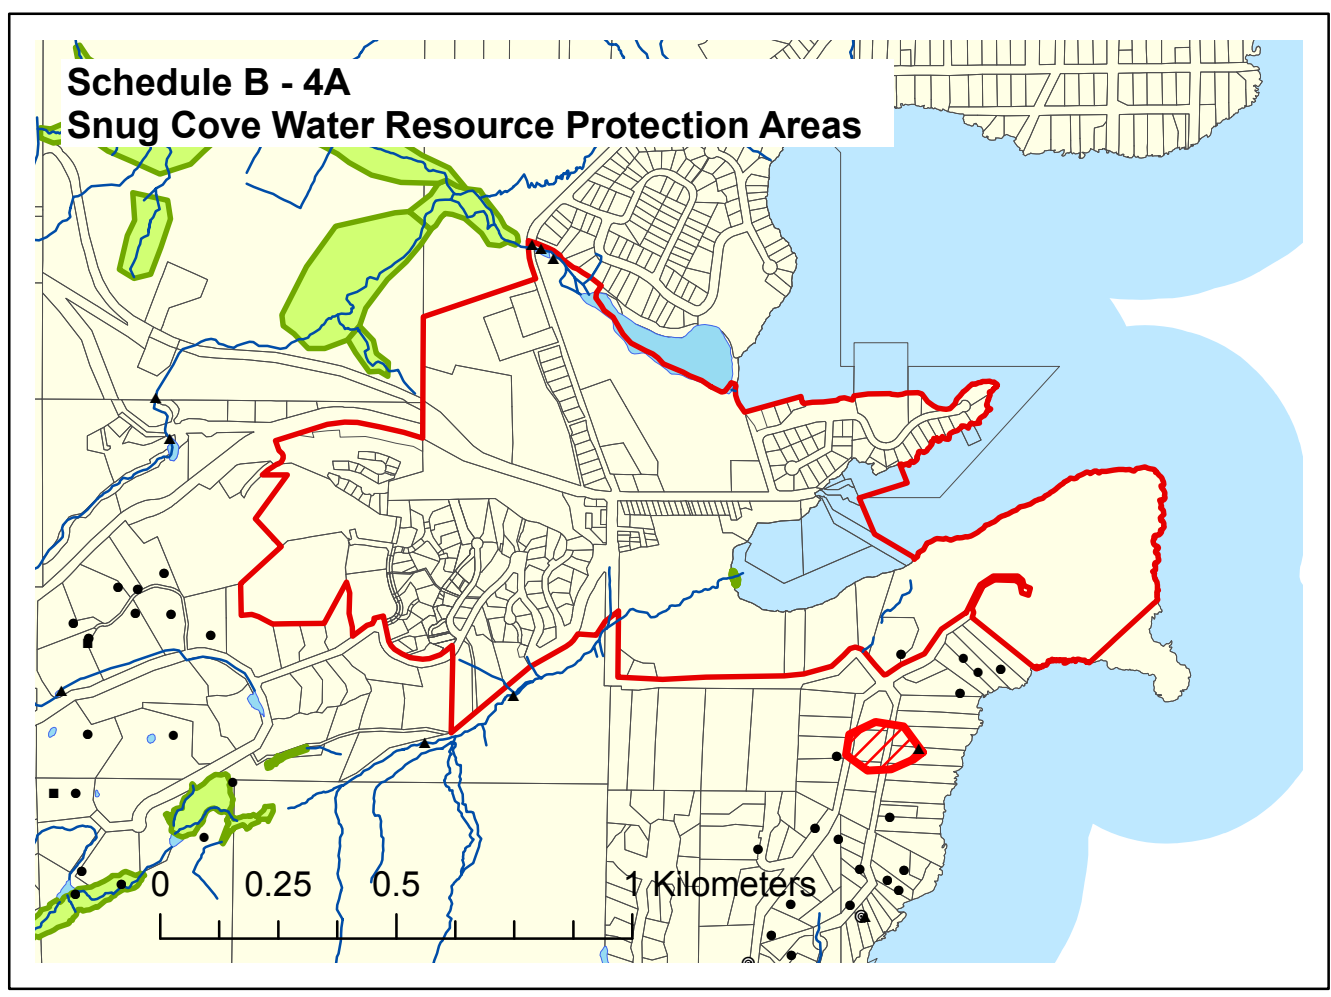 Schedule B - 4A
Snug Cove Water Resource Protection Areas
0 0.25 0.5 1 Kilometers